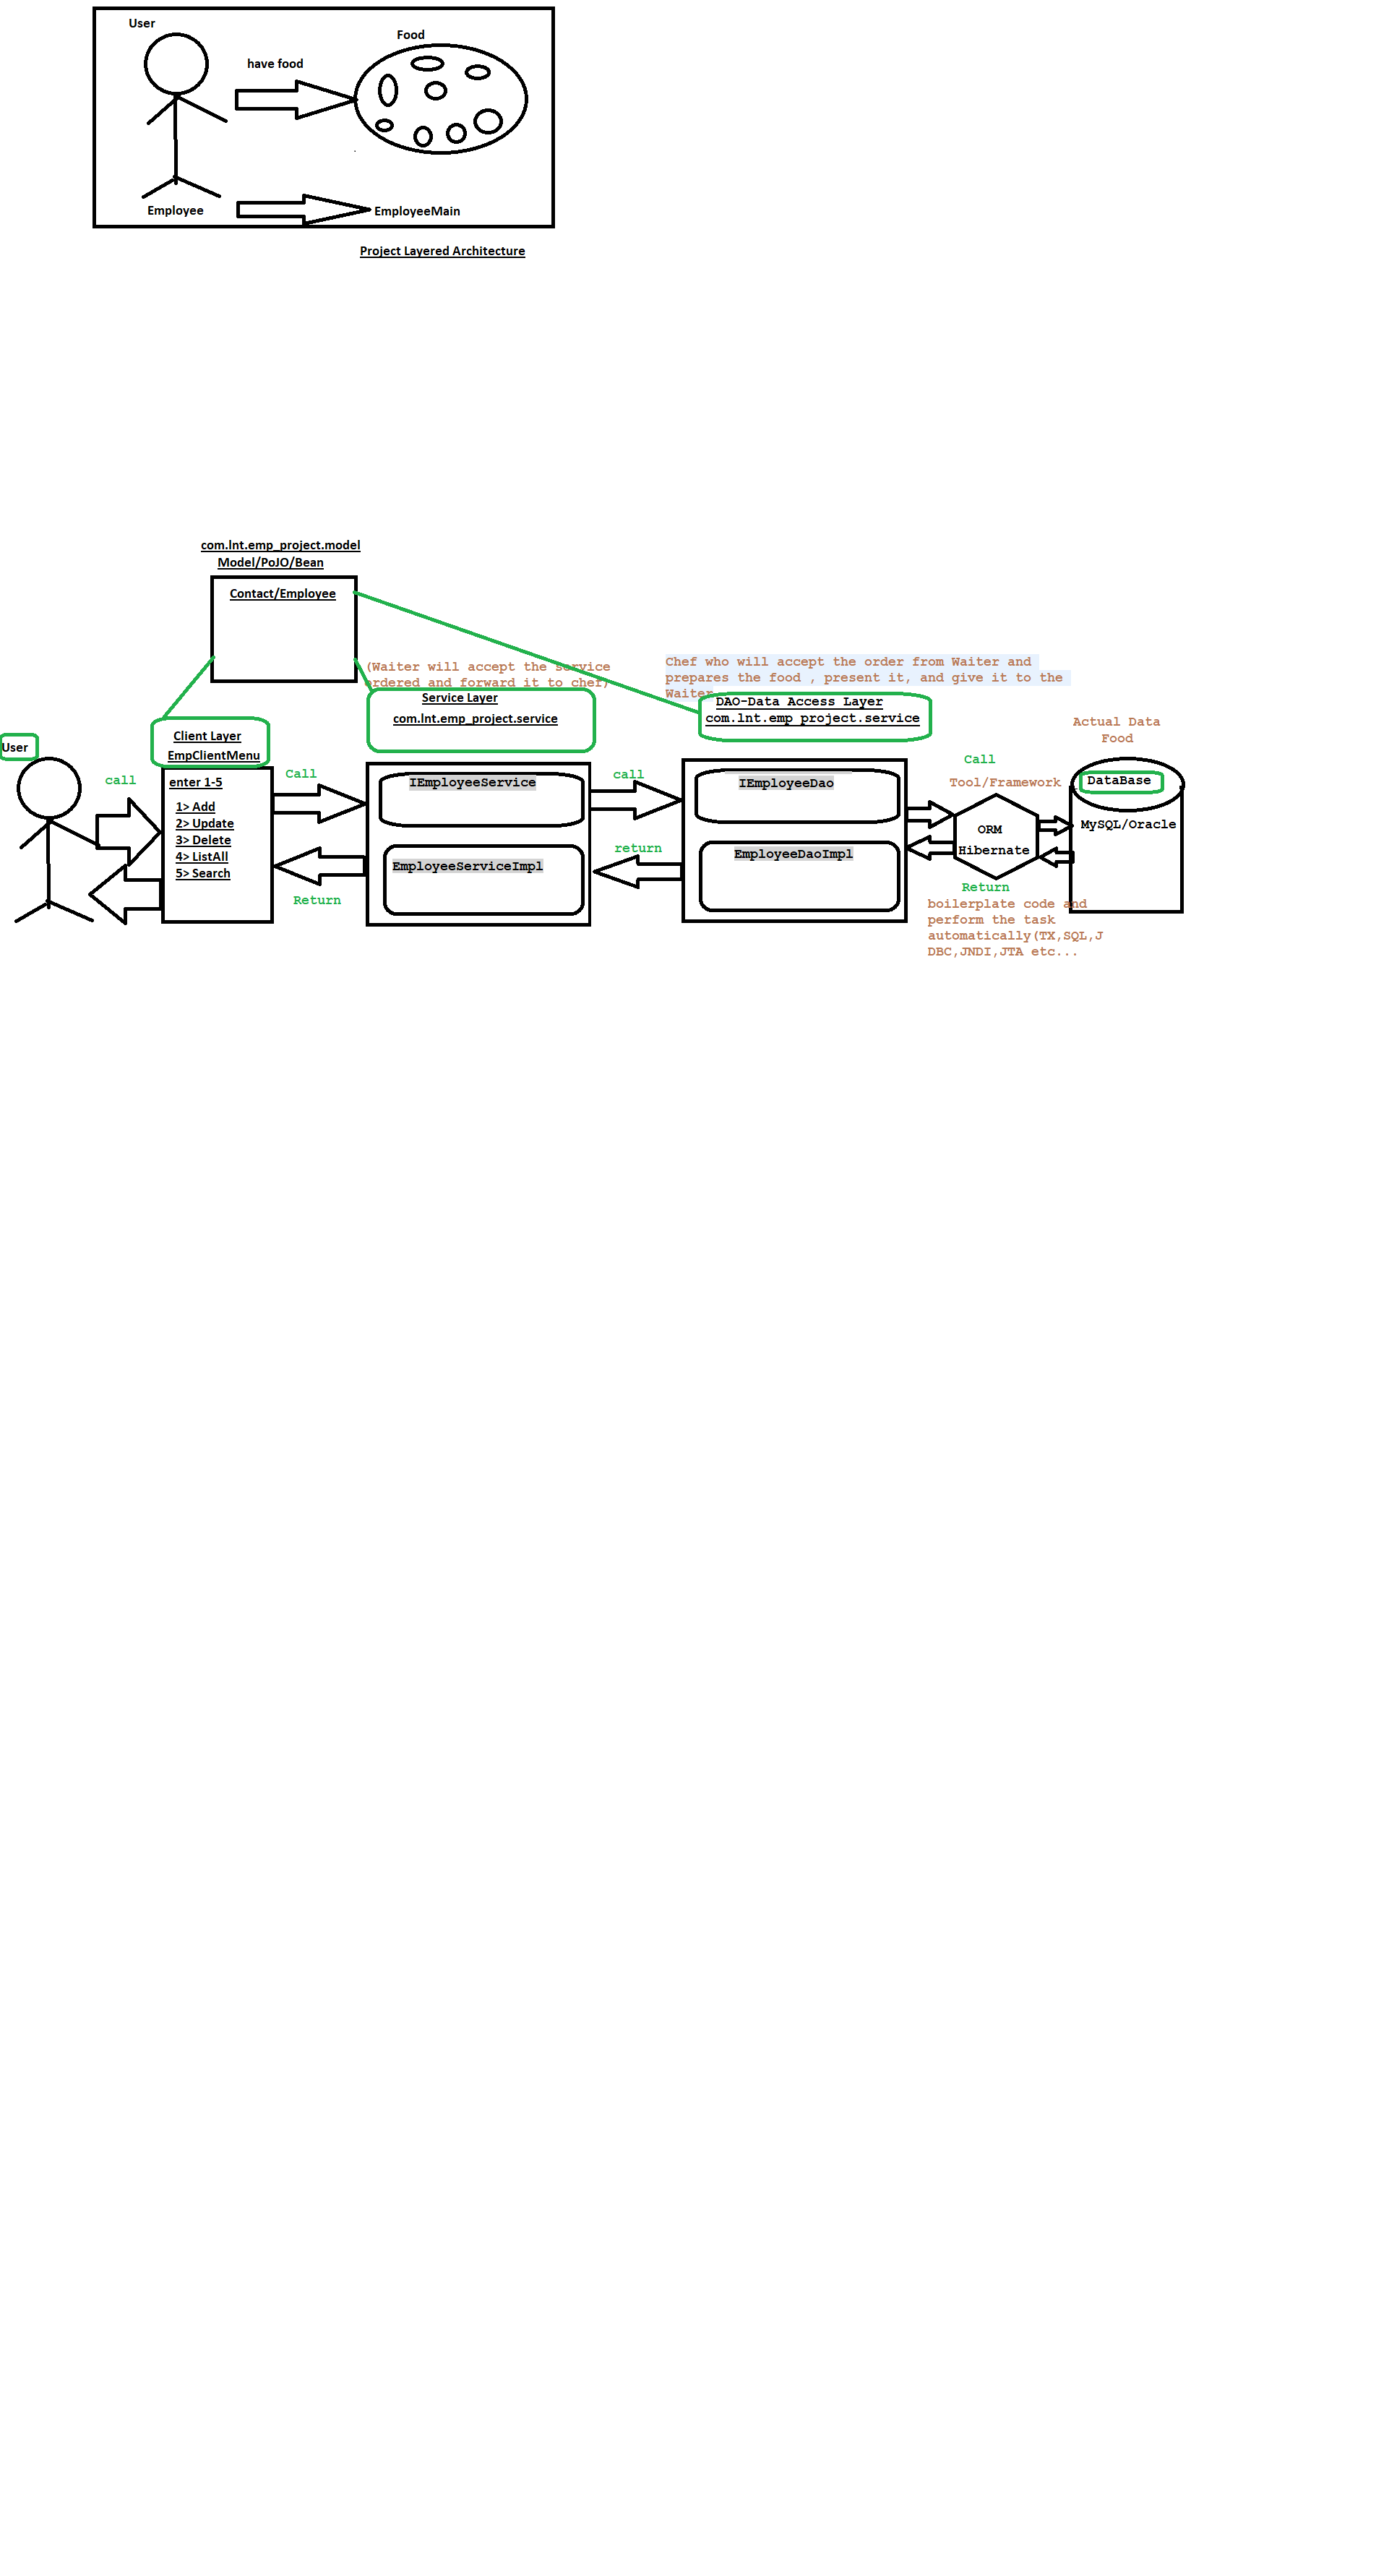 User
Food
have food
Employee
EmployeeMain
Project Layered Architecture
com.lnt.emp_project.model
Model/PoJO/Bean
Contact/Employee
(Waiter will accept the service
ordered and forward it to chef)
Chef who will accept the order from Waiter and
prepares the food , present it, and give it to the
Waiter
Service Layer
com.lnt.emp_project.service
DAO-Data Access Layer
com.lnt.emp_project.service
Actual Data
Food
User
Client Layer
EmpClientMenu
call
enter 1-5
1> Add
2> Update
3> Delete
4> ListAll
5> Search
Call
Return
IEmployeeService
EmployeeServiceImpl
call
return
IEmployeeDao
EmployeeDaoImpl
Call
Tool/Framework
ORM
Hibernate
Return
boilerplate code and
perform the task
automatically(TX,SQL,J
DBC,JNDI,JTA etc...
DataBase
MySQL/Oracle